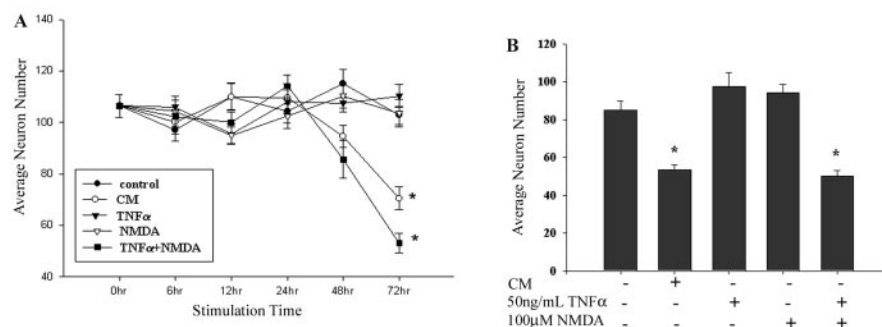 A
140
120
100
80
60
40
Average Neuron Number
control
CM
TNFα
NMDA
TNFα+NMDA
*
*
0hr 6hr 12hr 24hr 48hr 72hr
Stimulation Time
B
120
100
80
60
40
20
0
Average Neuron Number
* *
CM - + - - -
50ng/mL TNFα - - + - +
100μM NMDA - - - + +